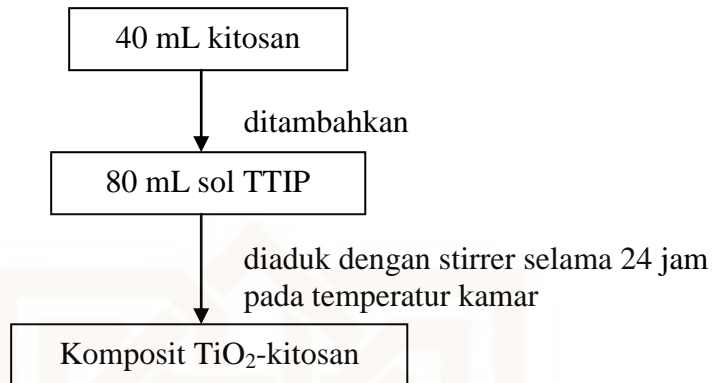 40 mL kitosan
ditambahkan
80 mL sol TTIP
diaduk dengan stirrer selama 24 jam
pada temperatur kamar
Komposit TiO₂-kitosan